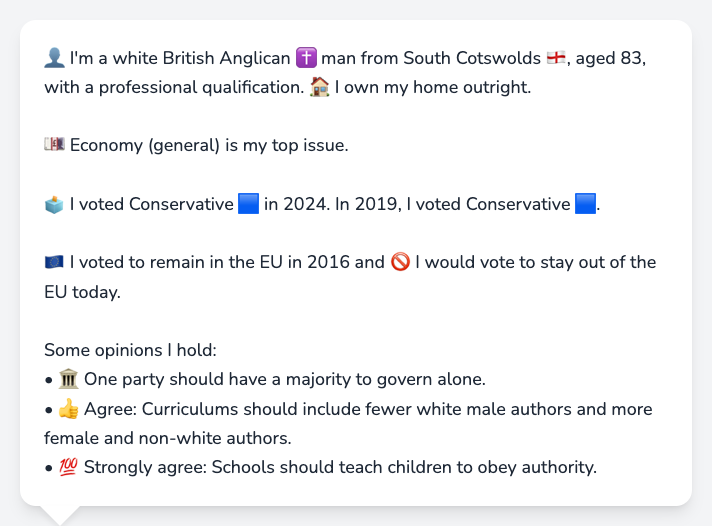 👤 I'm a white British Anglican ✝️ man from South Cotswolds 🏴󠁧󠁢󠁥󠁮󠁧󠁿, aged 83,
with a professional qualification. 🏠 I own my home outright.
💷 Economy (general) is my top issue.
🗳️ I voted Conservative 🟦 in 2024. In 2019, I voted Conservative 🟦.
🇪🇺 I voted to remain in the EU in 2016 and 🚫 I would vote to stay out of the
EU today.
Some opinions I hold:
• 🏛️ One party should have a majority to govern alone.
• 👍 Agree: Curriculums should include fewer white male authors and more
female and non-white authors.
• 💯 Strongly agree: Schools should teach children to obey authority.